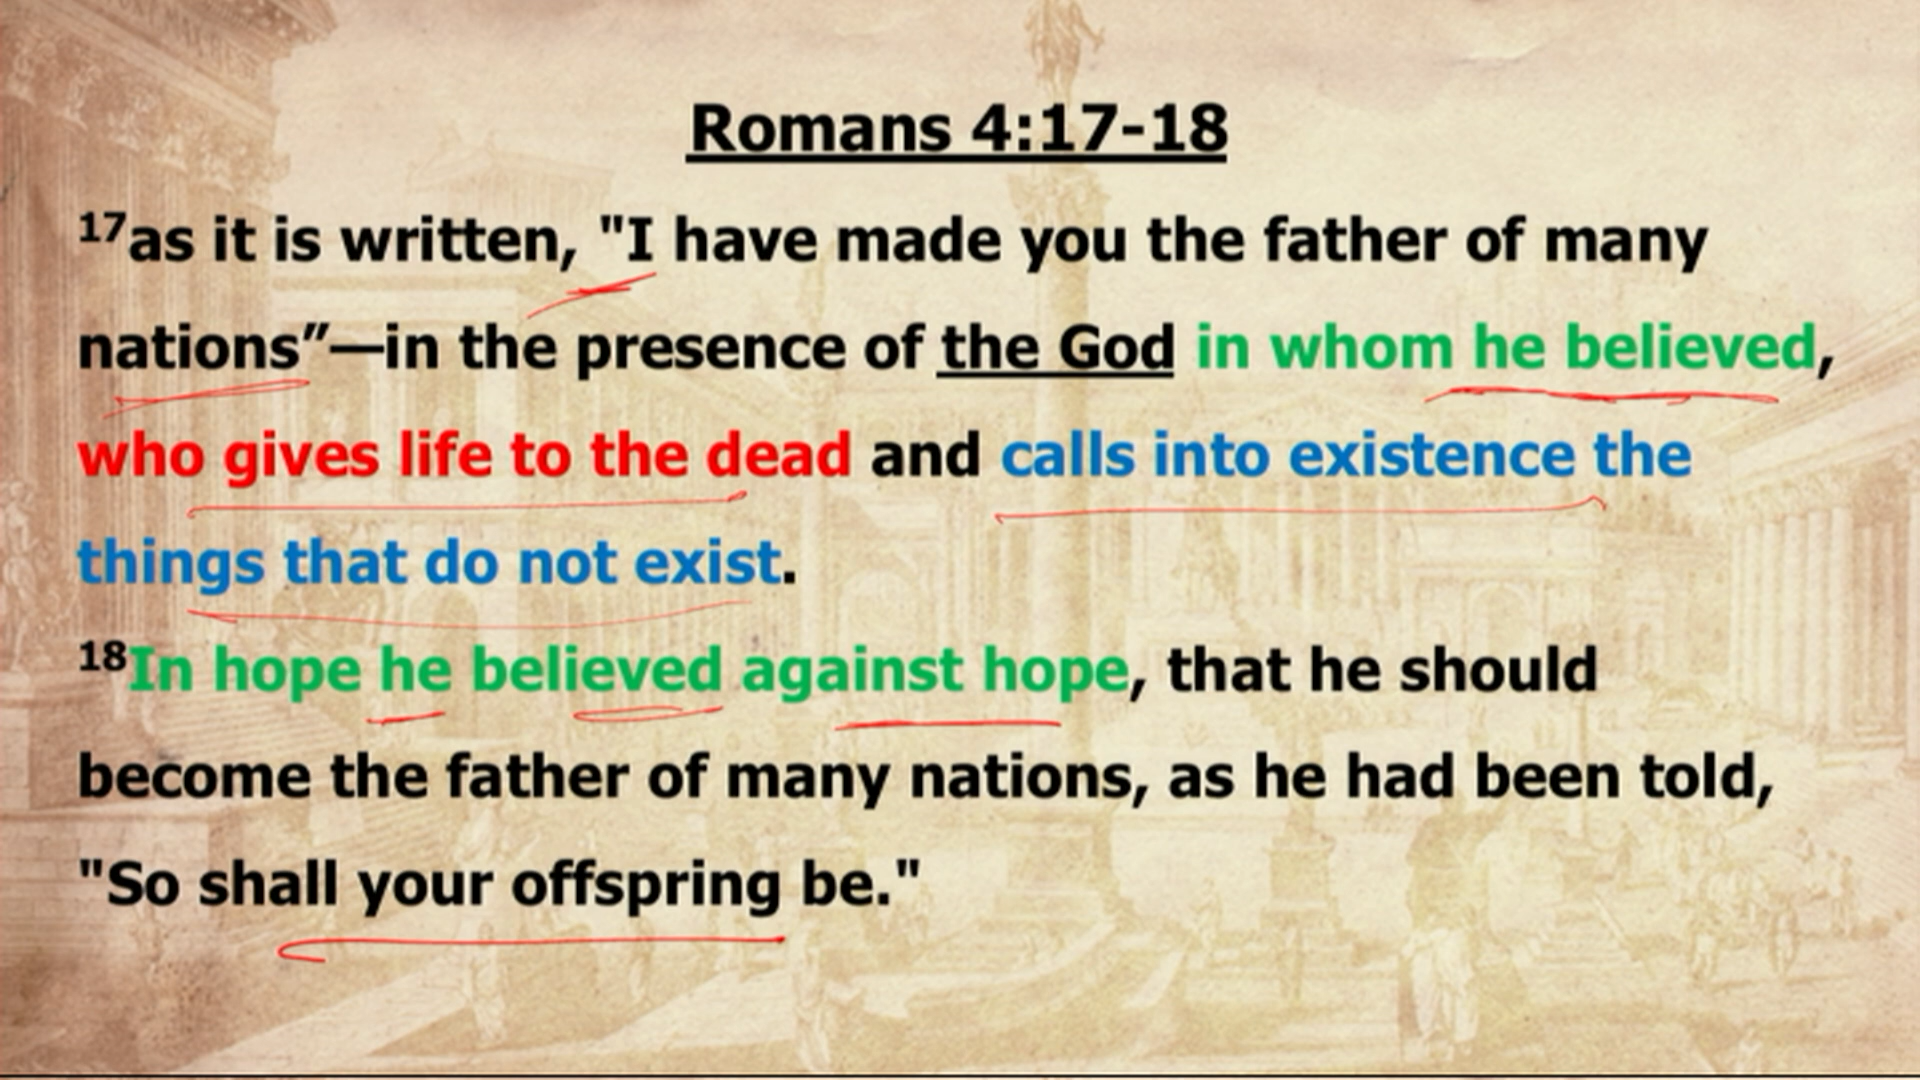 Romans 4:17-18
17as it is written, "I have made you the father of many
nations”—in the presence of the God in whom he believed,
who gives life to the dead and calls into existence the
things that do not exist.
18In hope he believed against hope, that he should
become the father of many nations, as he had been told,
"So shall your offspring be."